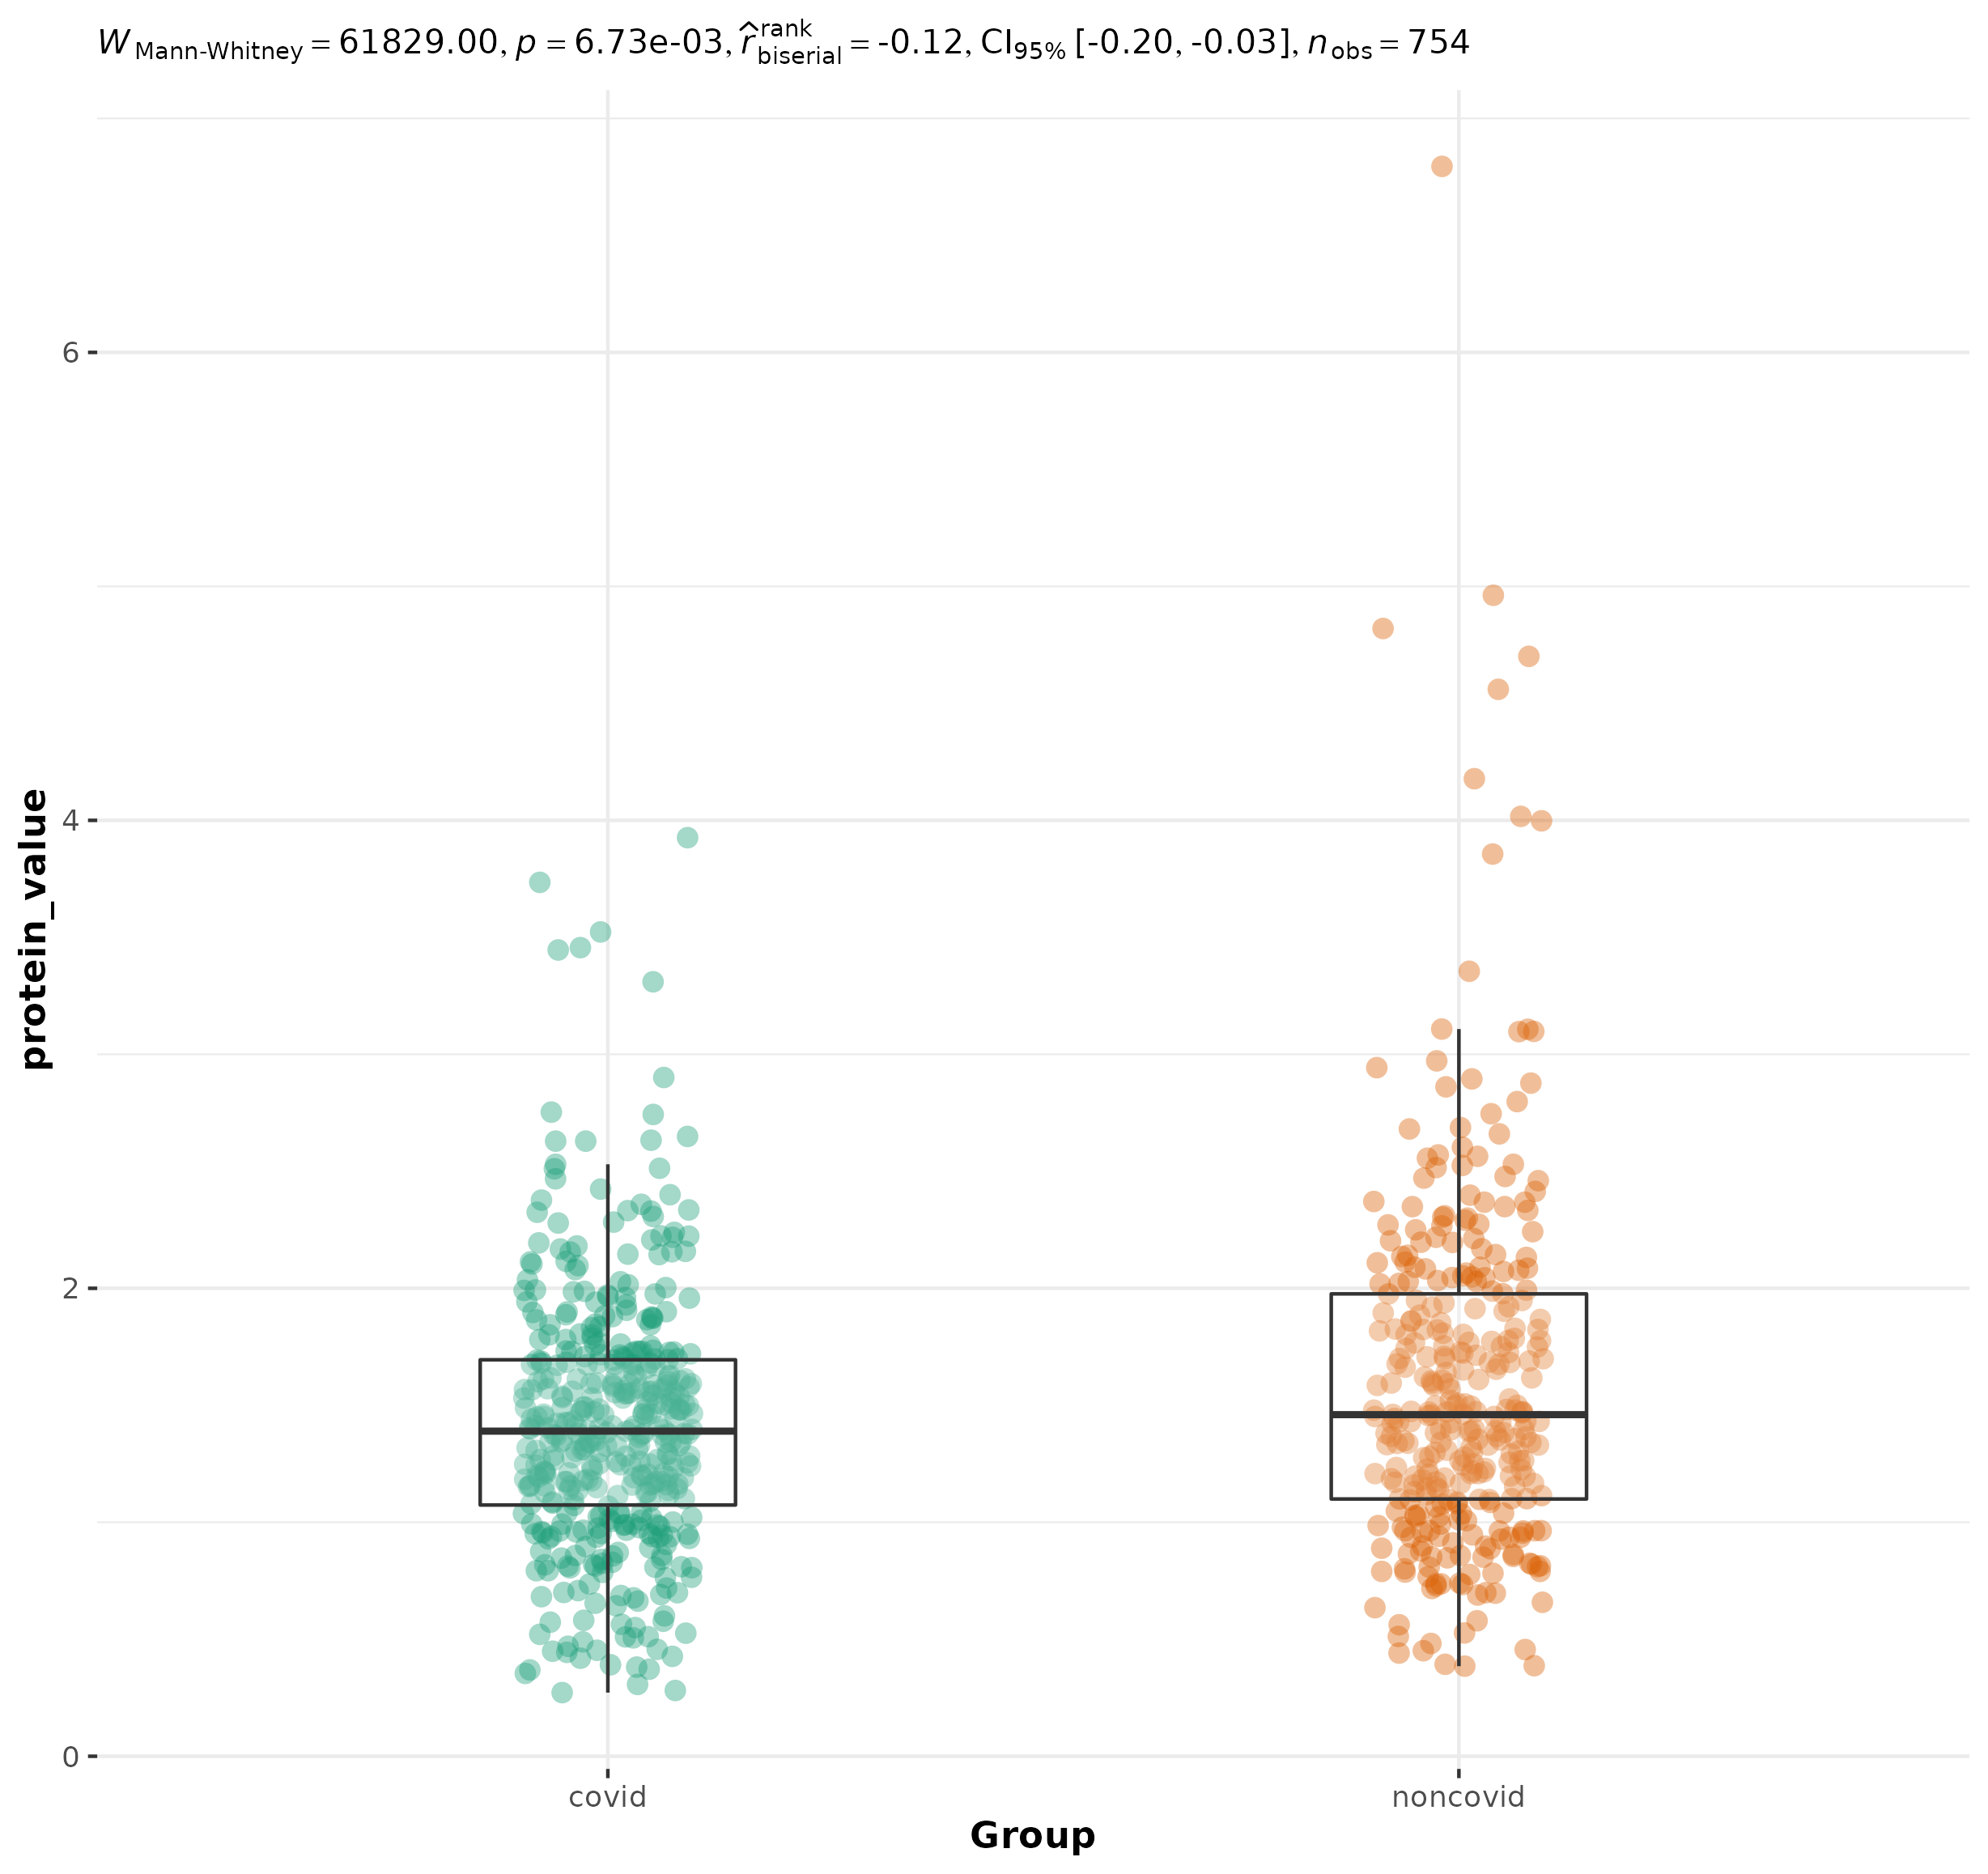 W Mann-Whitney = 61829.00, p = 6.73e-03, r̂ rank biserial = -0.12, CI95% [-0.20, -0.03], nobs = 754
6
4
2
0
protein_value
covid noncovid
Group